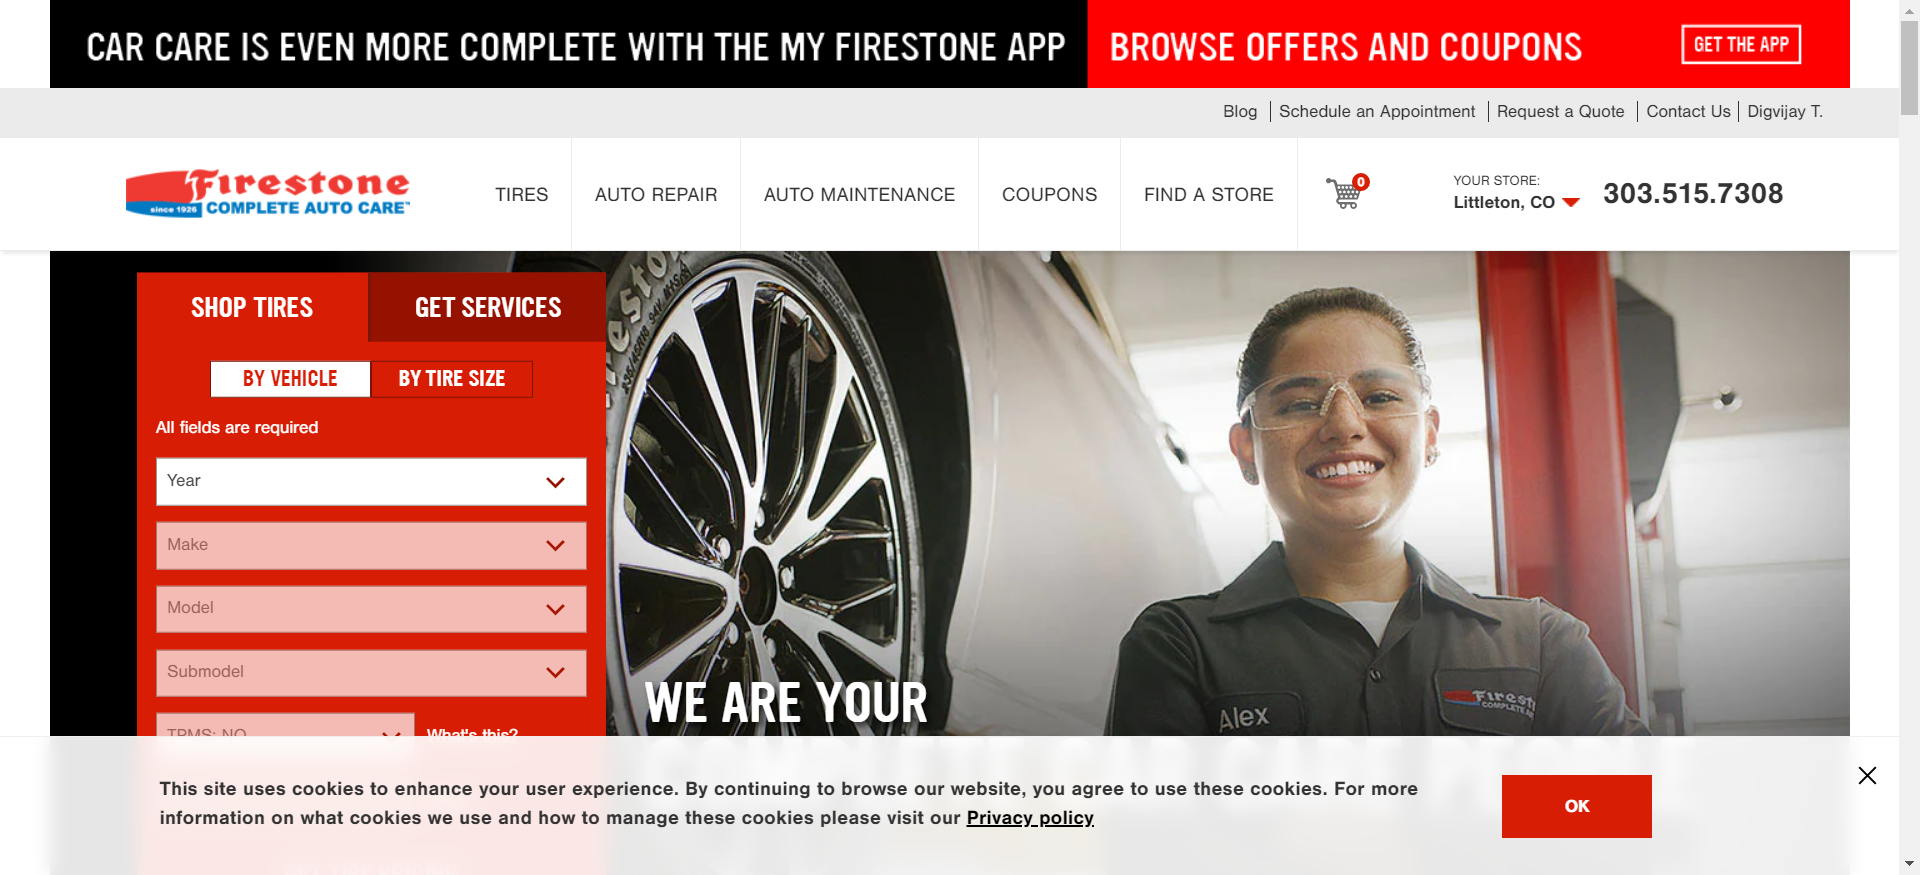 CAR CARE IS EVEN MORE COMPLETE WITH THE MY FIRESTONE APP
BROWSE OFFERS AND COUPONS
GET THE APP
Blog
Schedule an Appointment
Request a Quote
Contact Us
Digvijay T.
Firestone
since 1926 COMPLETE AUTO CARE™
TIRES
AUTO REPAIR
AUTO MAINTENANCE
COUPONS
FIND A STORE
0
YOUR STORE:
Littleton, CO
303.515.7308
SHOP TIRES
GET SERVICES
BY VEHICLE
BY TIRE SIZE
All fields are required
Year
Make
Model
Submodel
TPMS: NO
What's this?
WE ARE YOUR
COMPLETE CAR CARE PEOPLE
Alex
This site uses cookies to enhance your user experience. By continuing to browse our website, you agree to use these cookies. For more
information on what cookies we use and how to manage these cookies please visit our Privacy policy
OK